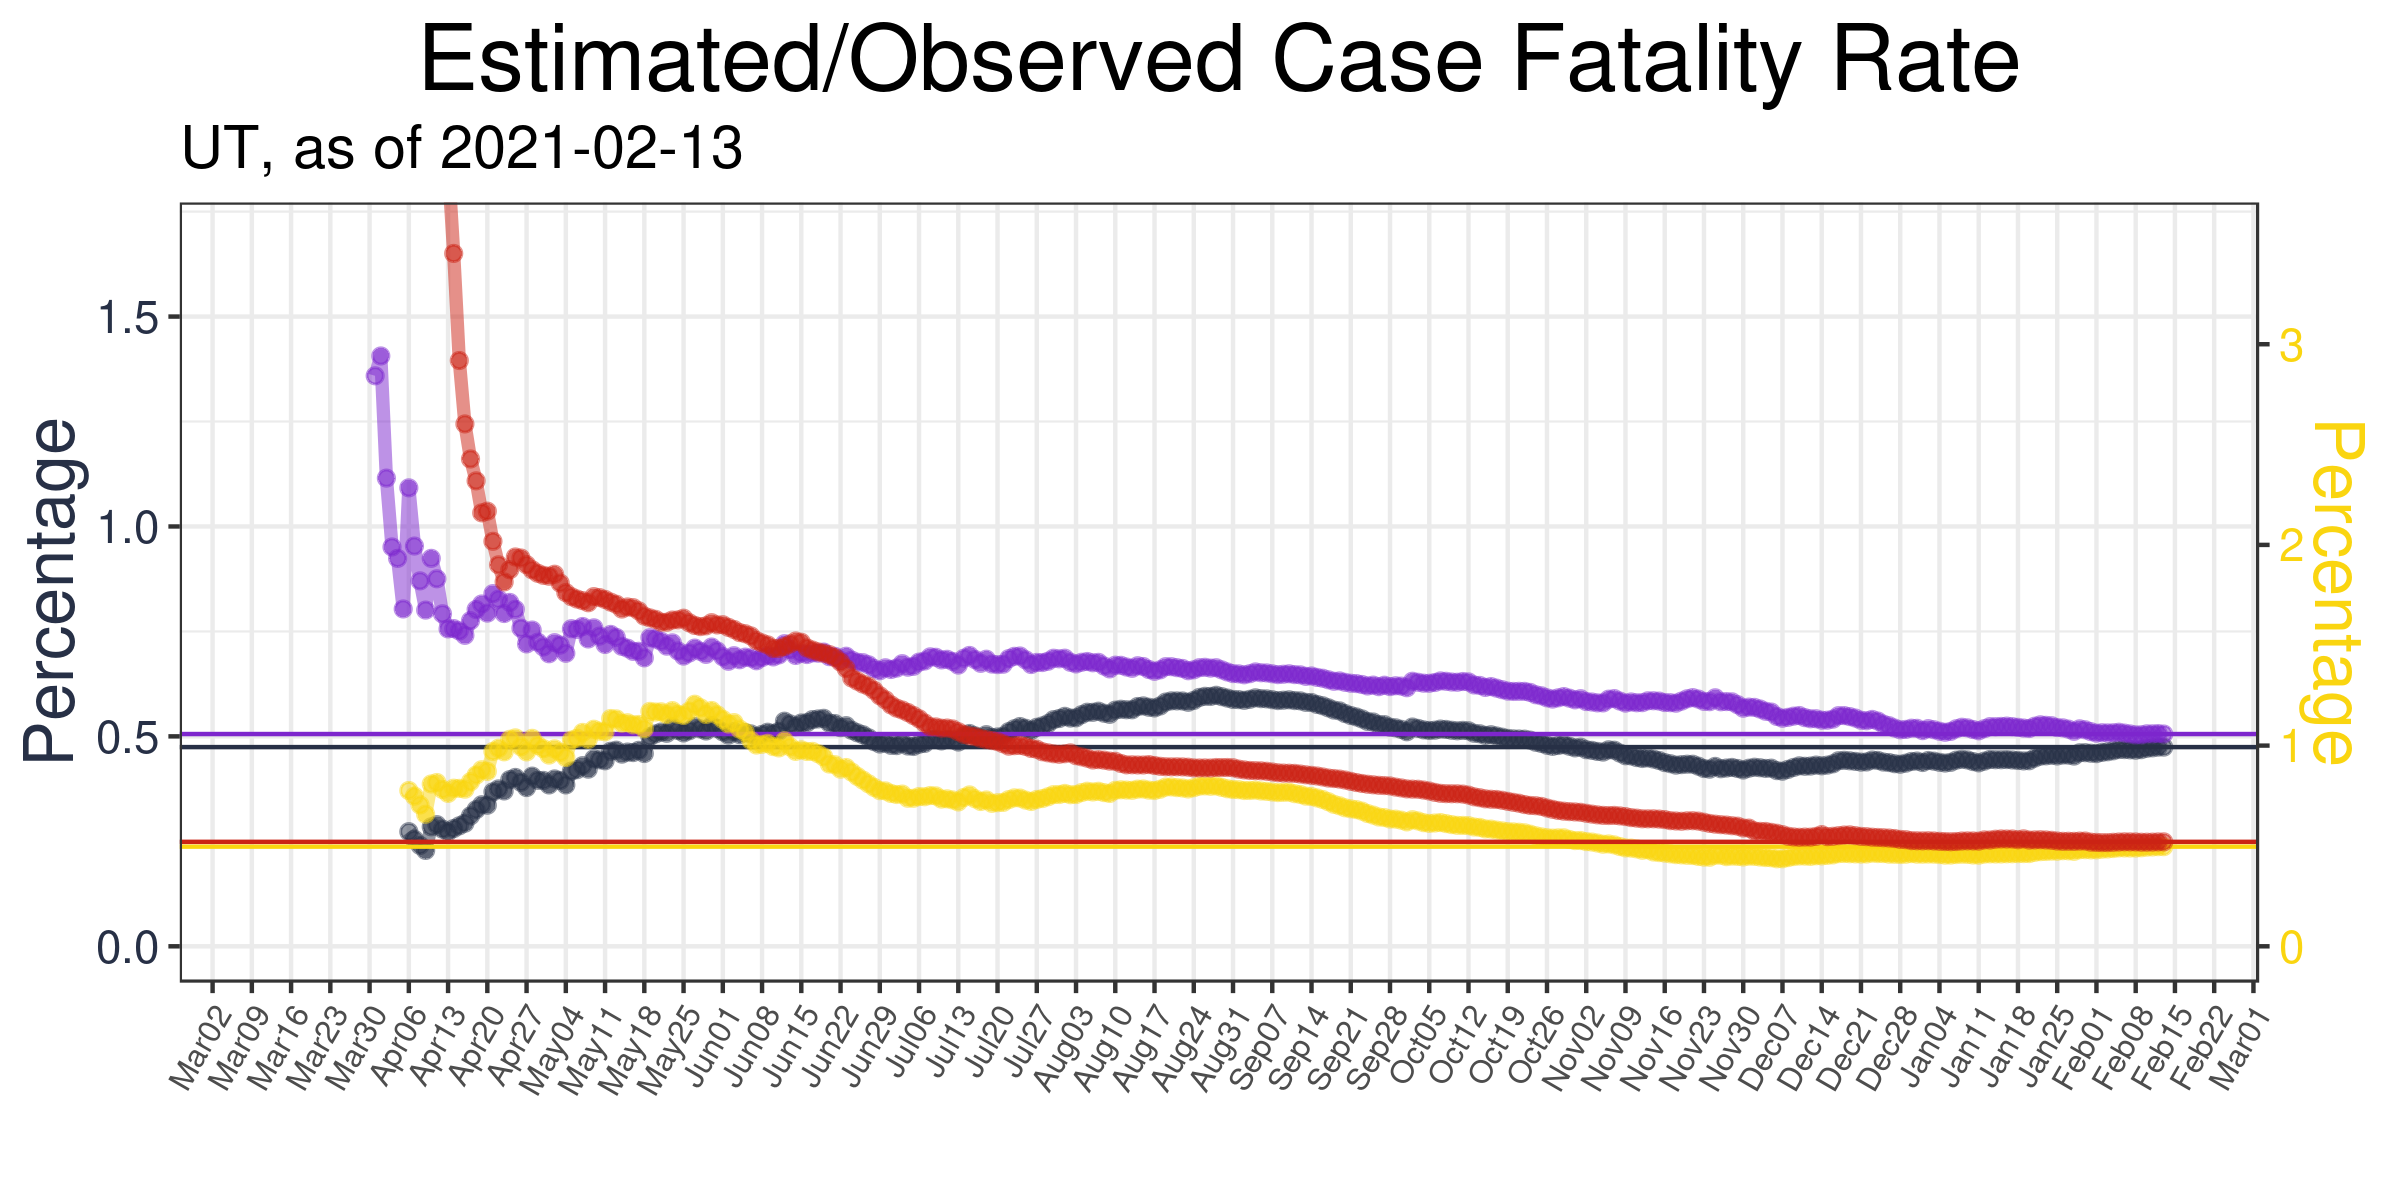 Estimated/Observed Case Fatality Rate
UT, as of 2021-02-13
Percentage
1.5
1.0
0.5
0.0
3
2
1
0
Percentage
Mar02 Mar09 Mar16 Mar23 Mar30 Apr06 Apr13 Apr20 Apr27 May04 May11 May18 May25 Jun01 Jun08 Jun15 Jun22 Jun29 Jul06 Jul13 Jul20 Jul27 Aug03 Aug10 Aug17 Aug24 Aug31 Sep07 Sep14 Sep21 Sep28 Oct05 Oct12 Oct19 Oct26 Nov02 Nov09 Nov16 Nov23 Nov30 Dec07 Dec14 Dec21 Dec28 Jan04 Jan11 Jan18 Jan25 Feb01 Feb08 Feb15 Feb22 Mar01